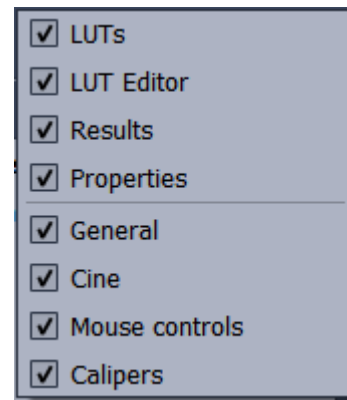 LUTs
LUT Editor
Results
Properties
General
Cine
Mouse controls
Calipers